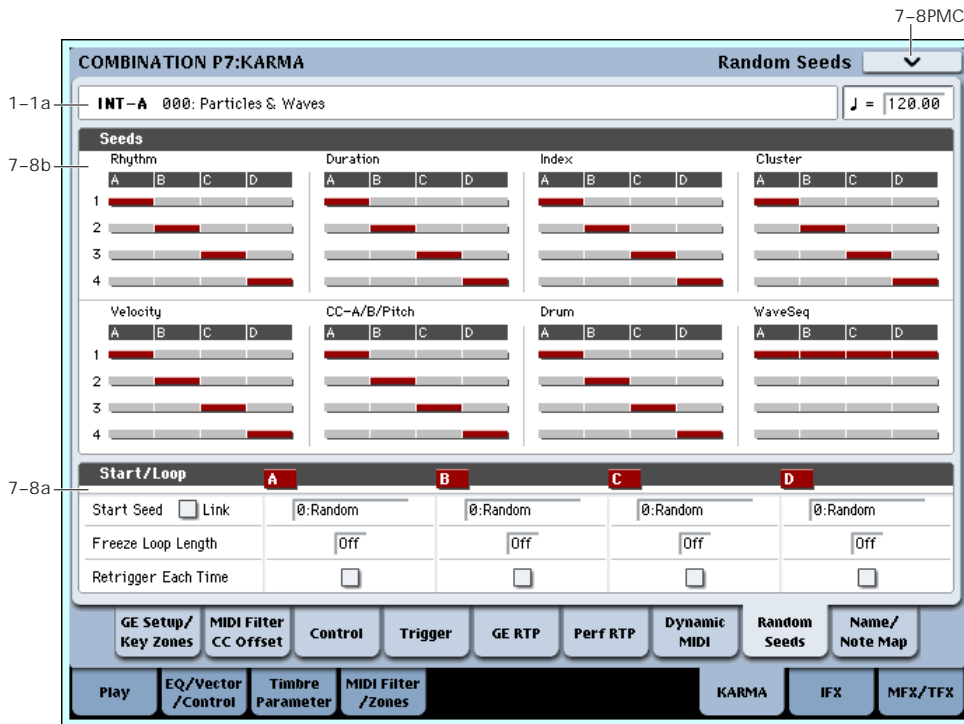 7-8PMC
COMBINATION P7:KARMA Random Seeds
1-1a
INT-A 000: Particles & Waves ♩ = 120.00
Seeds
7-8b
Rhythm Duration Index Cluster
A B C D A B C D A B C D A B C D
1
2
3
4
Velocity CC-A/B/Pitch Drum WaveSeq
A B C D A B C D A B C D A B C D
1
2
3
4
Start/Loop A B C D
7-8a
Start Seed Link 0:Random 0:Random 0:Random 0:Random
Freeze Loop Length Off Off Off Off
Retrigger Each Time
GE Setup/ MIDI Filter Control Trigger GE RTP Perf RTP Dynamic Random Name/
Key Zones CC Offset MIDI Seeds Note Map
Play EQ/Vector Timbre MIDI Filter KARMA IFX MFX/TFX
/Control Parameter /Zones